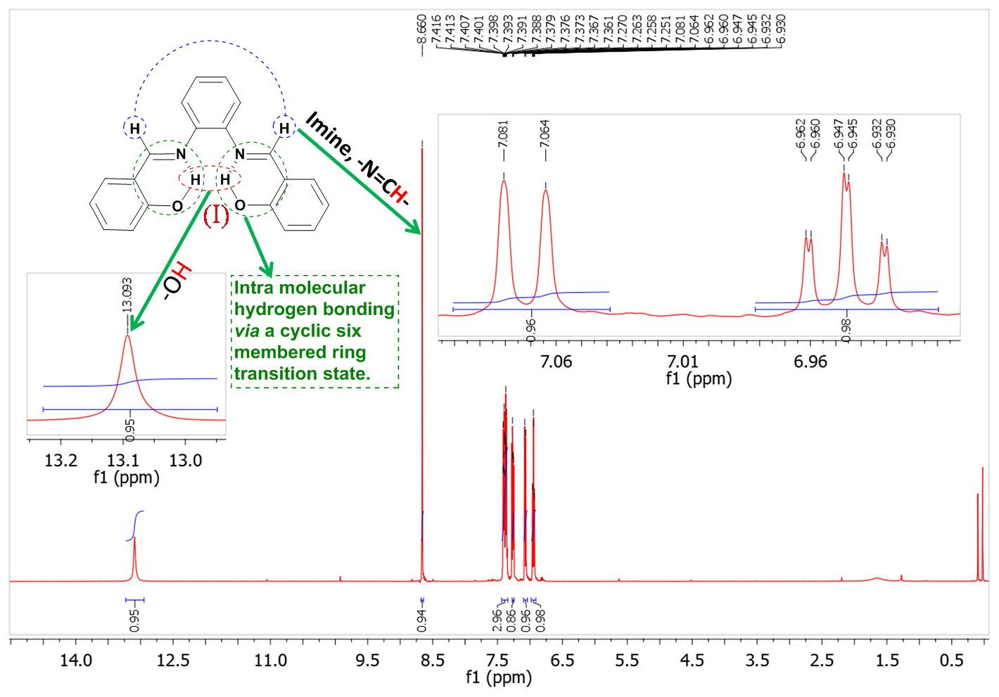 8.660
7.416
7.413
7.407
7.401
7.398
7.393
7.391
7.388
7.379
7.376
7.373
7.367
7.361
7.270
7.263
7.258
7.251
7.081
7.064
6.962
6.960
6.947
6.945
6.932
6.930
H
H
N
N
H
H
O
O
(I)
Imine, -N=CH-
-OH
Intra molecular
hydrogen bonding
via a cyclic six
membered ring
transition state.
13.093
0.95
13.2 13.1 13.0
f1 (ppm)
7.081
7.064
6.962
6.960
6.947
6.945
6.932
6.930
0.96
0.98
7.06 7.01 6.96
f1 (ppm)
0.95
0.94
2.96
0.86
0.96
0.98
14.0 12.5 11.0 9.5 8.5 7.5 6.5 5.5 4.5 3.5 2.5 1.5 0.5
f1 (ppm)